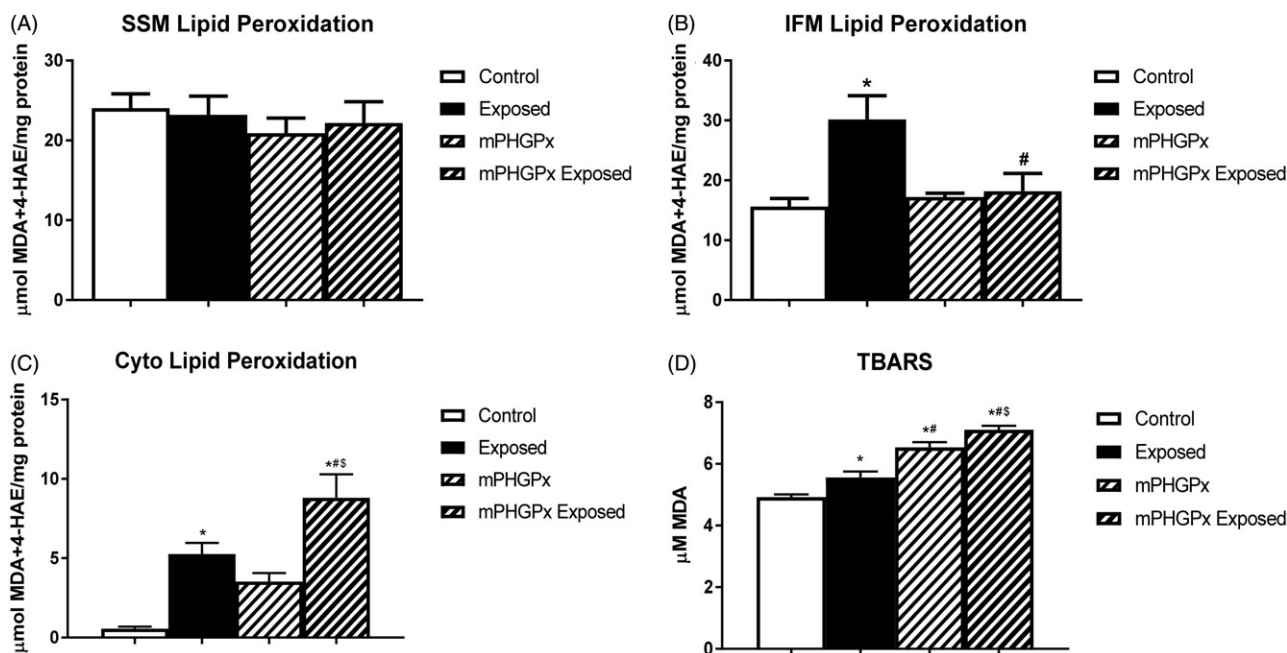 (A)
SSM Lipid Peroxidation
μmol MDA+4-HAE/mg protein
30
20
10
0
Control
Exposed
mPHGPx
mPHGPx Exposed
(B)
IFM Lipid Peroxidation
μmol MDA+4-HAE/mg protein
40
30
20
10
0
*
#
Control
Exposed
mPHGPx
mPHGPx Exposed
(C)
Cyto Lipid Peroxidation
μmol MDA+4-HAE/mg protein
15
10
5
0
*
*#$
Control
Exposed
mPHGPx
mPHGPx Exposed
(D)
TBARS
μM MDA
8
6
4
2
0
*
*#
*#$
Control
Exposed
mPHGPx
mPHGPx Exposed